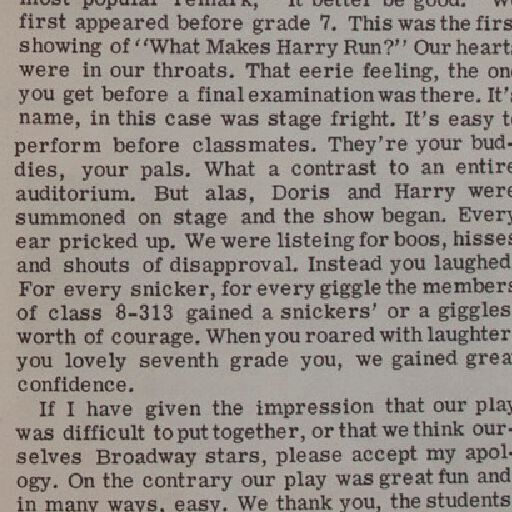 most popular remark, "It better be good." W
first appeared before grade 7. This was the firs
showing of "What Makes Harry Run?" Our heart
were in our throats. That eerie feeling, the on
you get before a final examination was there. It's
name, in this case was stage fright. It's easy t
perform before classmates. They're your bud-
dies, your pals. What a contrast to an entire
auditorium. But alas, Doris and Harry were
summoned on stage and the show began. Every
ear pricked up. We were listeing for boos, hisses
and shouts of disapproval. Instead you laughed
For every snicker, for every giggle the members
of class 8-313 gained a snickers' or a giggles
worth of courage. When you roared with laughter
you lovely seventh grade you, we gained grea
confidence.
If I have given the impression that our play
was difficult to put together, or that we think our-
selves Broadway stars, please accept my apol-
ogy. On the contrary our play was great fun and
in many ways, easy. We thank you, the students